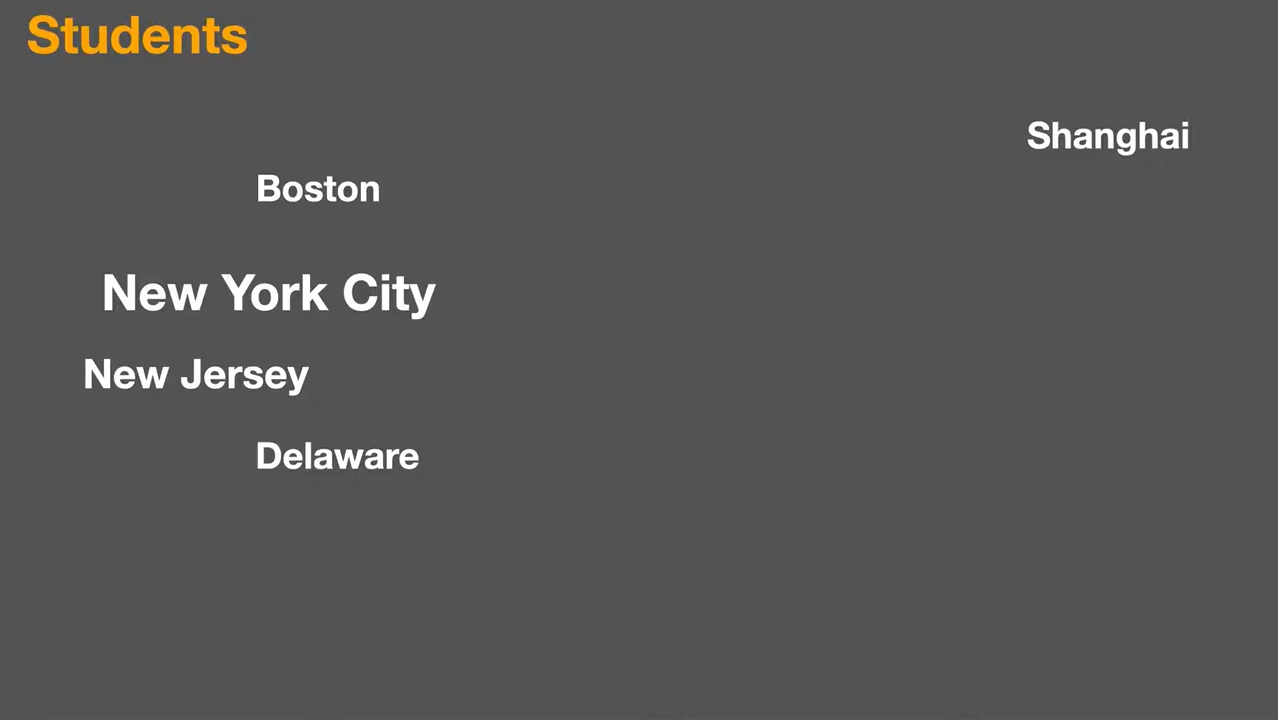 Students
Shanghai
Boston
New York City
New Jersey
Delaware